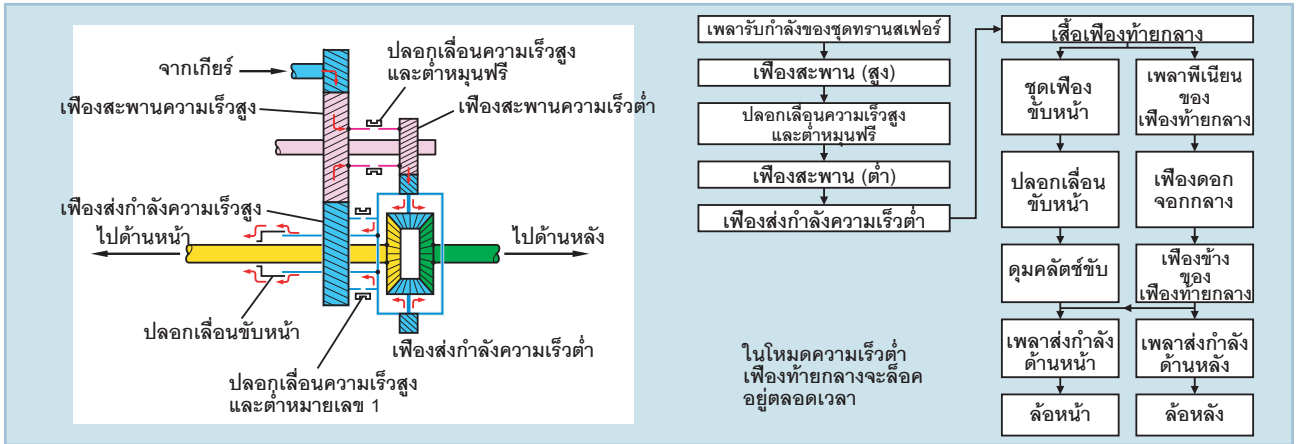 ปลอกเลื่อนความเร็วสูง
และต่ำหมุนฟรี
จากเกียร์
เฟืองสะพานความเร็วสูง
เฟืองสะพานความเร็วต่ำ
เฟืองส่งกำลังความเร็วสูง
ไปด้านหน้า
ไปด้านหลัง
ปลอกเลื่อนขับหน้า
เฟืองส่งกำลังความเร็วต่ำ
ปลอกเลื่อนความเร็วสูง
และต่ำหมายเลข 1
เพลารับกำลังของชุดทรานสเฟอร์
เฟืองสะพาน (สูง)
ปลอกเลื่อนความเร็วสูง
และต่ำหมุนฟรี
เฟืองสะพาน (ต่ำ)
เฟืองส่งกำลังความเร็วต่ำ
เสื้อเฟืองท้ายกลาง
ชุดเฟือง
ขับหน้า
ปลอกเลื่อน
ขับหน้า
ดุมคลัตช์ขับ
เพลาส่งกำลัง
ด้านหน้า
ล้อหน้า
เพลาพีเนียน
ของ
เฟืองท้ายกลาง
เฟืองดอก
จอกกลาง
เฟืองข้าง
ของ
เฟืองท้ายกลาง
เพลาส่งกำลัง
ด้านหลัง
ล้อหลัง
ในโหมดความเร็วต่ำ
เฟืองท้ายกลางจะล็อค
อยู่ตลอดเวลา